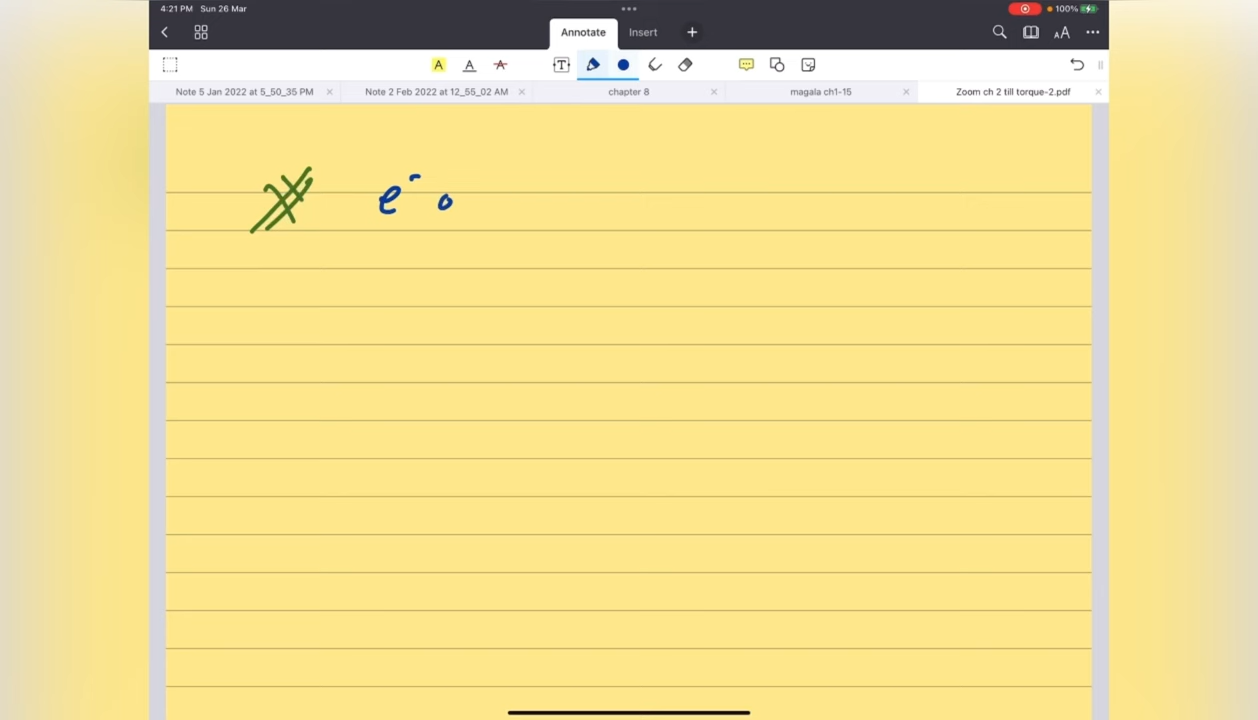 4:21 PM Sun 26 Mar
100%
Annotate Insert
Note 5 Jan 2022 at 5_50_35 PM
Note 2 Feb 2022 at 12_55_02 AM
chapter 8
magala ch1-15
Zoom ch 2 till torque-2.pdf
e⁻ o